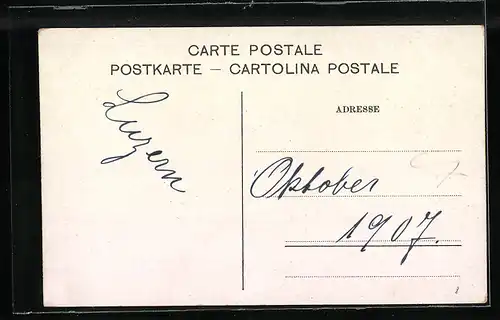 CARTE POSTALE
POSTKARTE — CARTOLINA POSTALE
Luzern
ADRESSE
Oktober
1907.